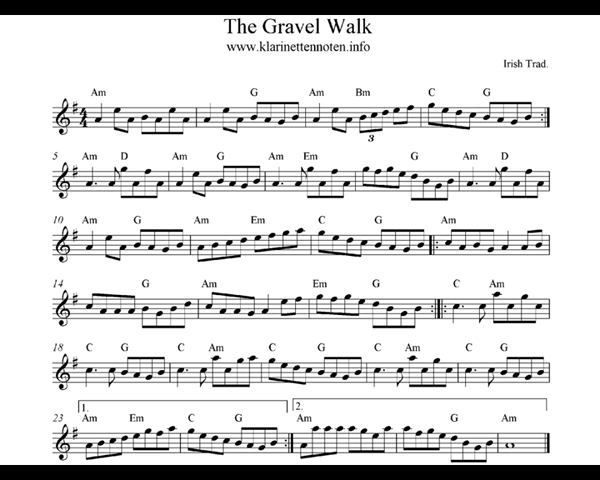 The Gravel Walk
www.klarinettennoten.info
Irish Trad.
Am G Am Bm C G
3
5 Am D Am G Am Em G Am D
10 Am G Am Em C G Am
14 G Am Em G C Am
18 C G C Am C G C Am
1. 2.
23 Am Em C G Am G Am